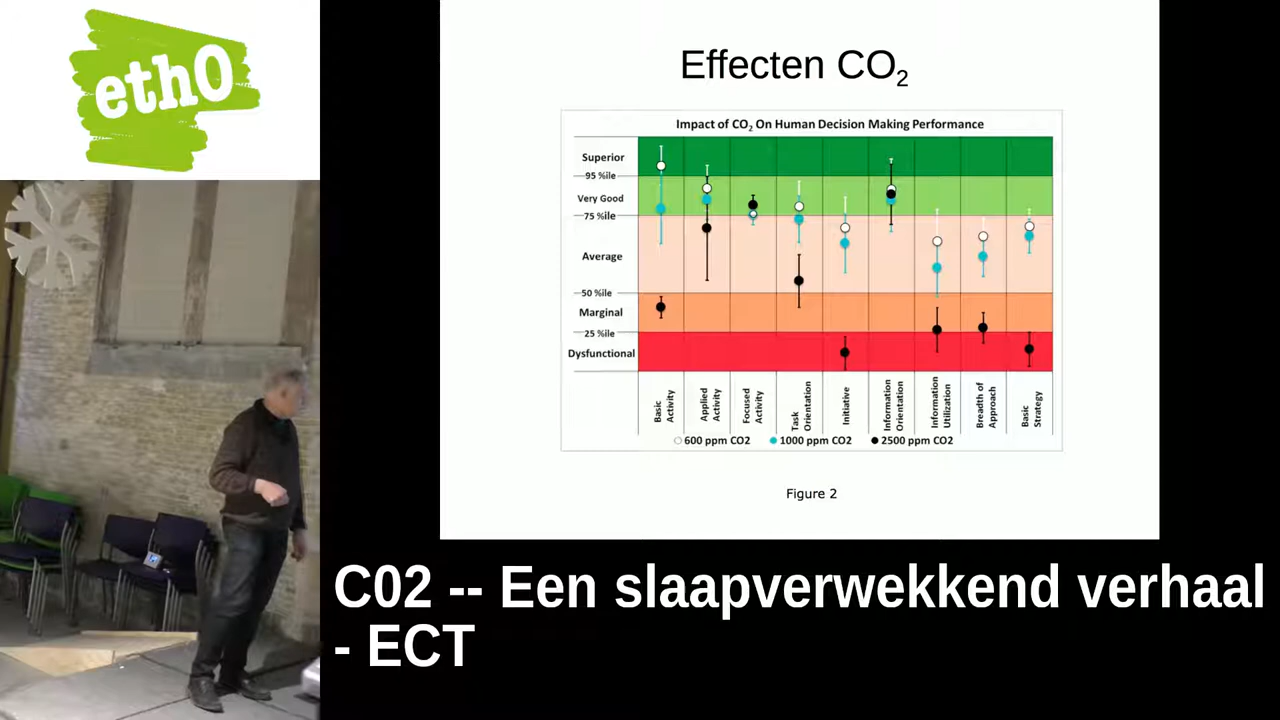 eth0
Effecten CO2
Impact of CO2 On Human Decision Making Performance
Superior
95 %ile
Very Good
75 %ile
Average
50 %ile
Marginal
25 %ile
Dysfunctional
Basic
Activity
Applied
Activity
Focused
Activity
Task
Orientation
Initiative
Information
Orientation
Information
Utilization
Breadth of
Approach
Basic
Strategy
600 ppm CO2 1000 ppm CO2 2500 ppm CO2
Figure 2
C02 -- Een slaapverwekkend verhaal
- ECT